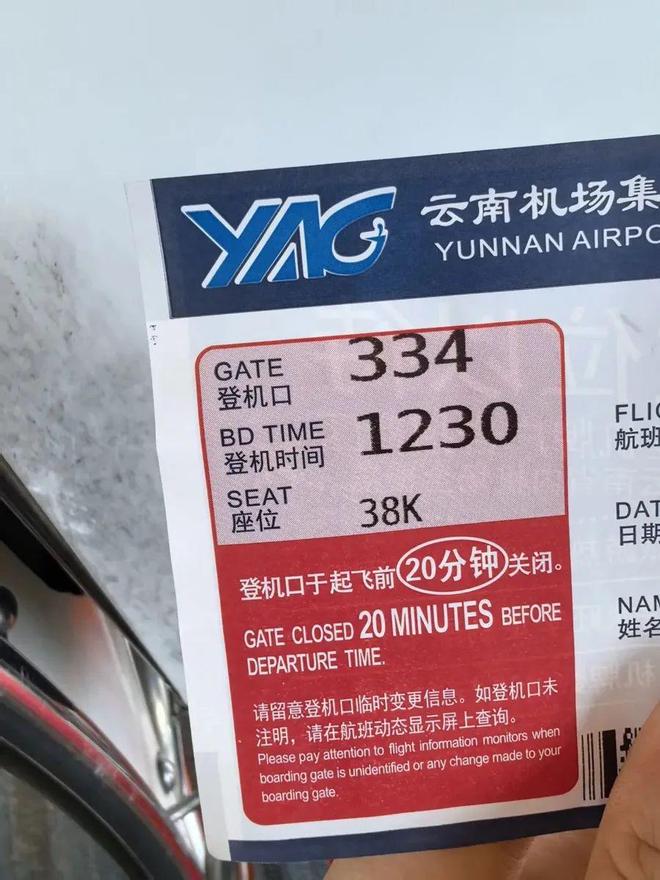 YAG
云南机场集
YUNNAN AIRPO
GATE 334
登机口
BD TIME 1230
登机时间
SEAT 38K
座位
FLIG
航班
DAT
日期
NAM
姓名
登机口于起飞前20分钟关闭。
GATE CLOSED 20 MINUTES BEFORE
DEPARTURE TIME.
请留意登机口临时变更信息。如登机口未
注明，请在航班动态显示屏上查询。
Please pay attention to flight information monitors when
boarding gate is unidentified or any change made to your
boarding gate.